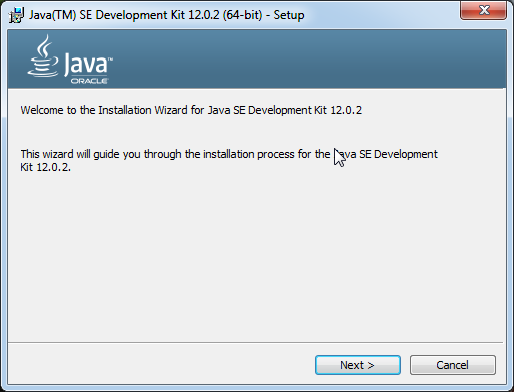 Java(TM) SE Development Kit 12.0.2 (64-bit) - Setup
Java™
ORACLE
Welcome to the Installation Wizard for Java SE Development Kit 12.0.2
This wizard will guide you through the installation process for the Java SE Development
Kit 12.0.2.
Next >
Cancel